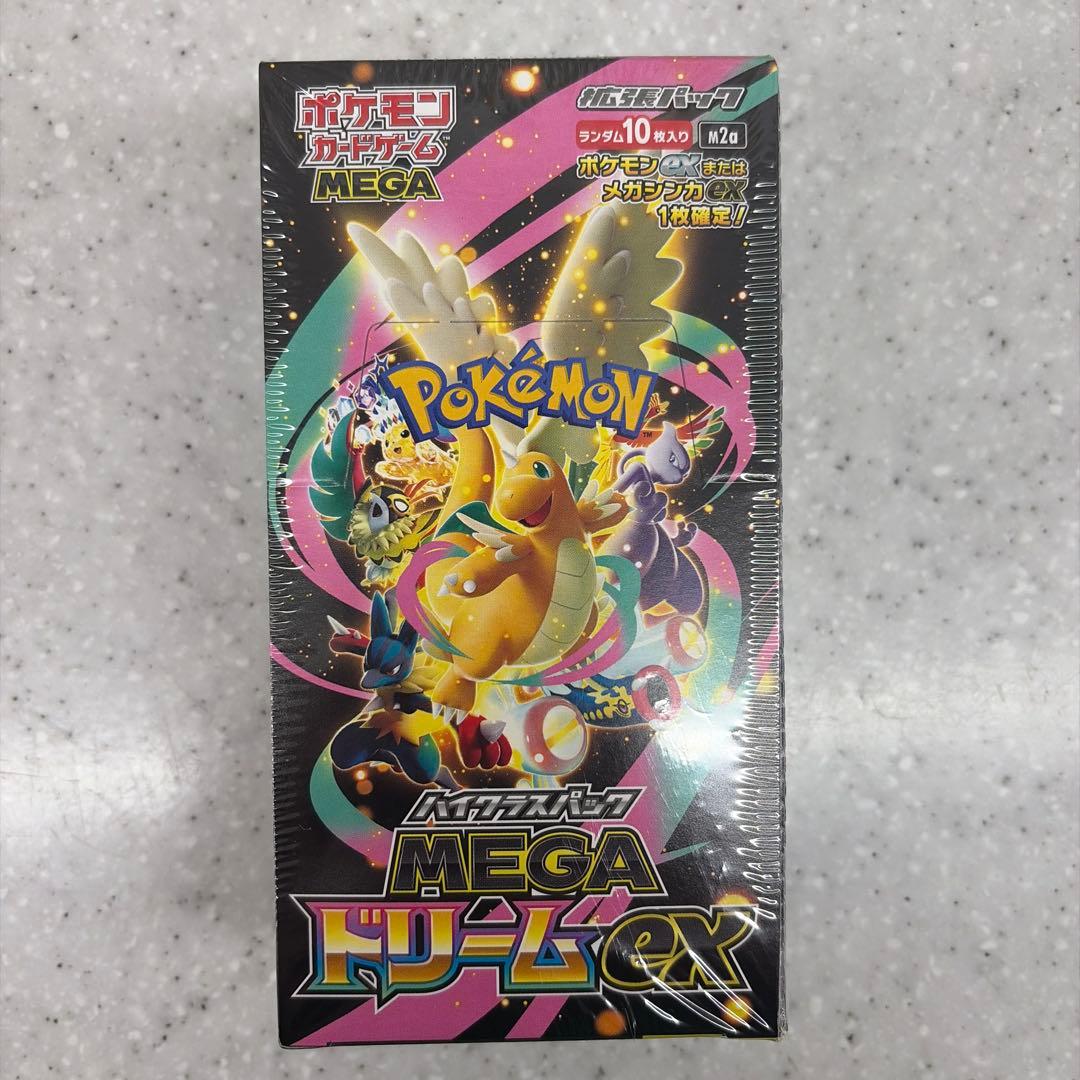 ポケモン
カードゲーム™
MEGA
拡張パック
ランダム10枚入り M2a
ポケモンexまたは
メガシンカex
1枚確定!
POKÉMON™
ハイクラスパック
MEGA
ドリームex